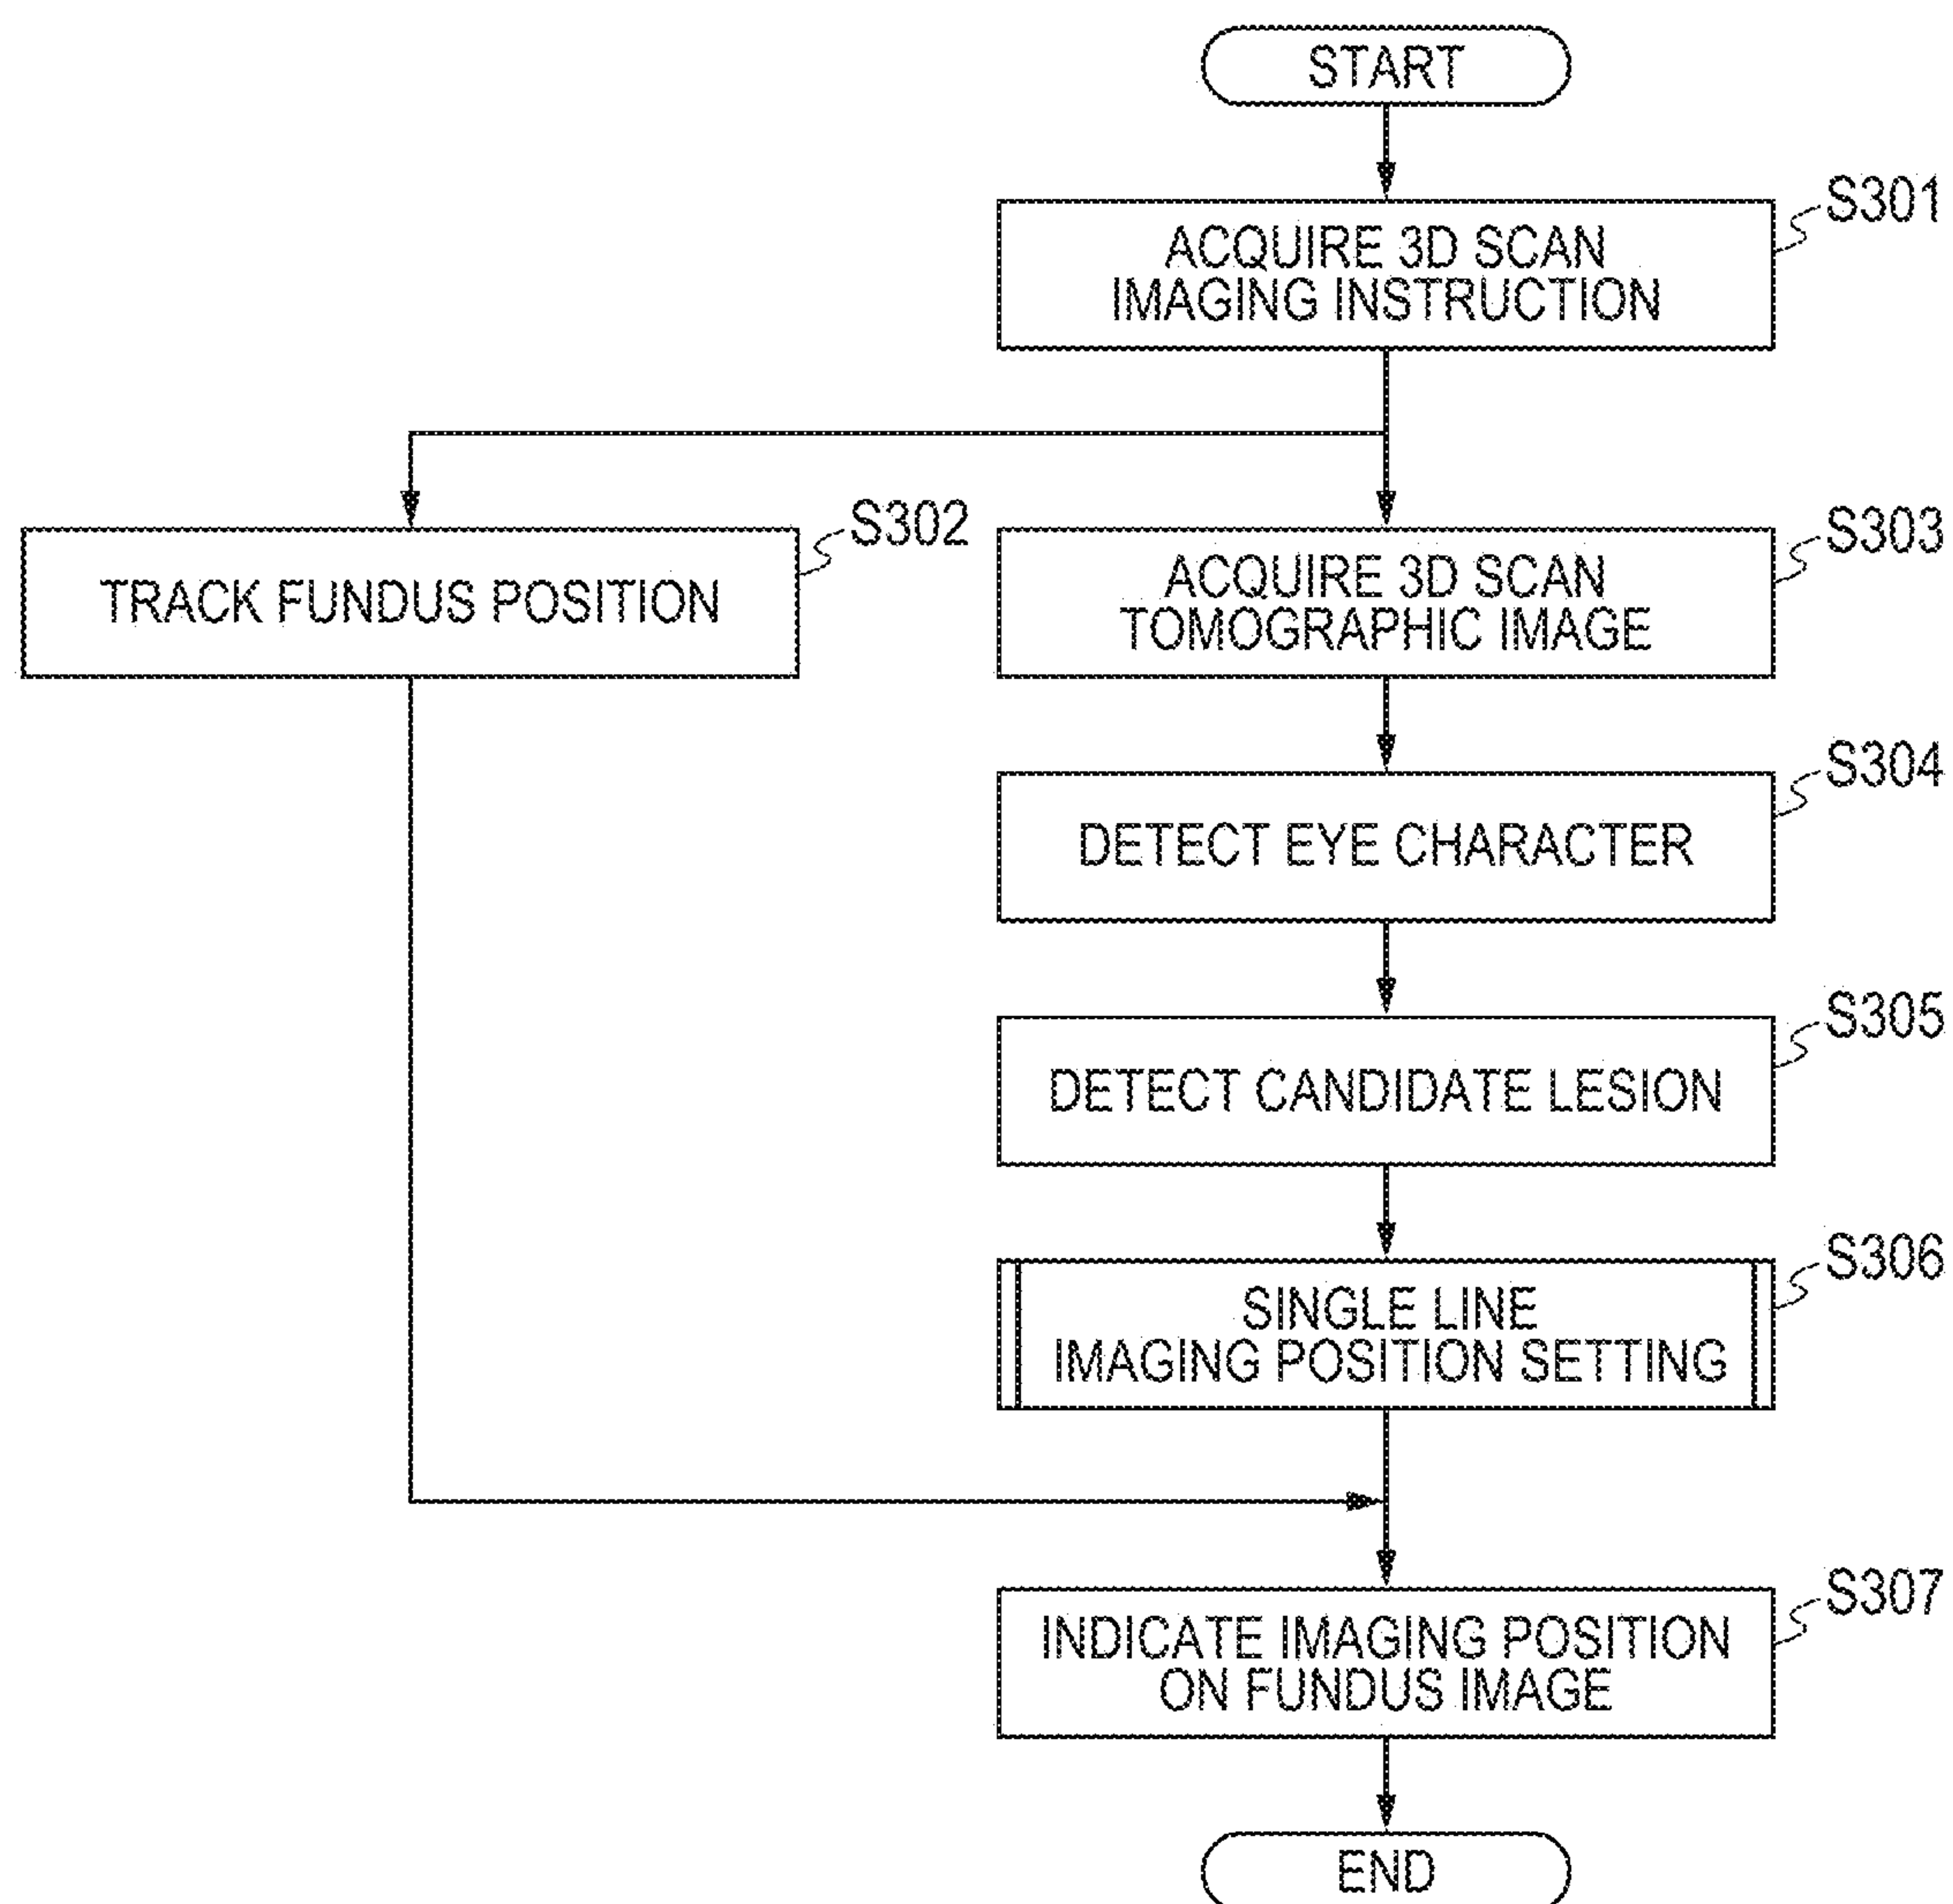 START
S301
ACQUIRE 3D SCAN
IMAGING INSTRUCTION
S302
TRACK FUNDUS POSITION
S303
ACQUIRE 3D SCAN
TOMOGRAPHIC IMAGE
S304
DETECT EYE CHARACTER
S305
DETECT CANDIDATE LESION
S306
SINGLE LINE
IMAGING POSITION SETTING
S307
INDICATE IMAGING POSITION
ON FUNDUS IMAGE
END